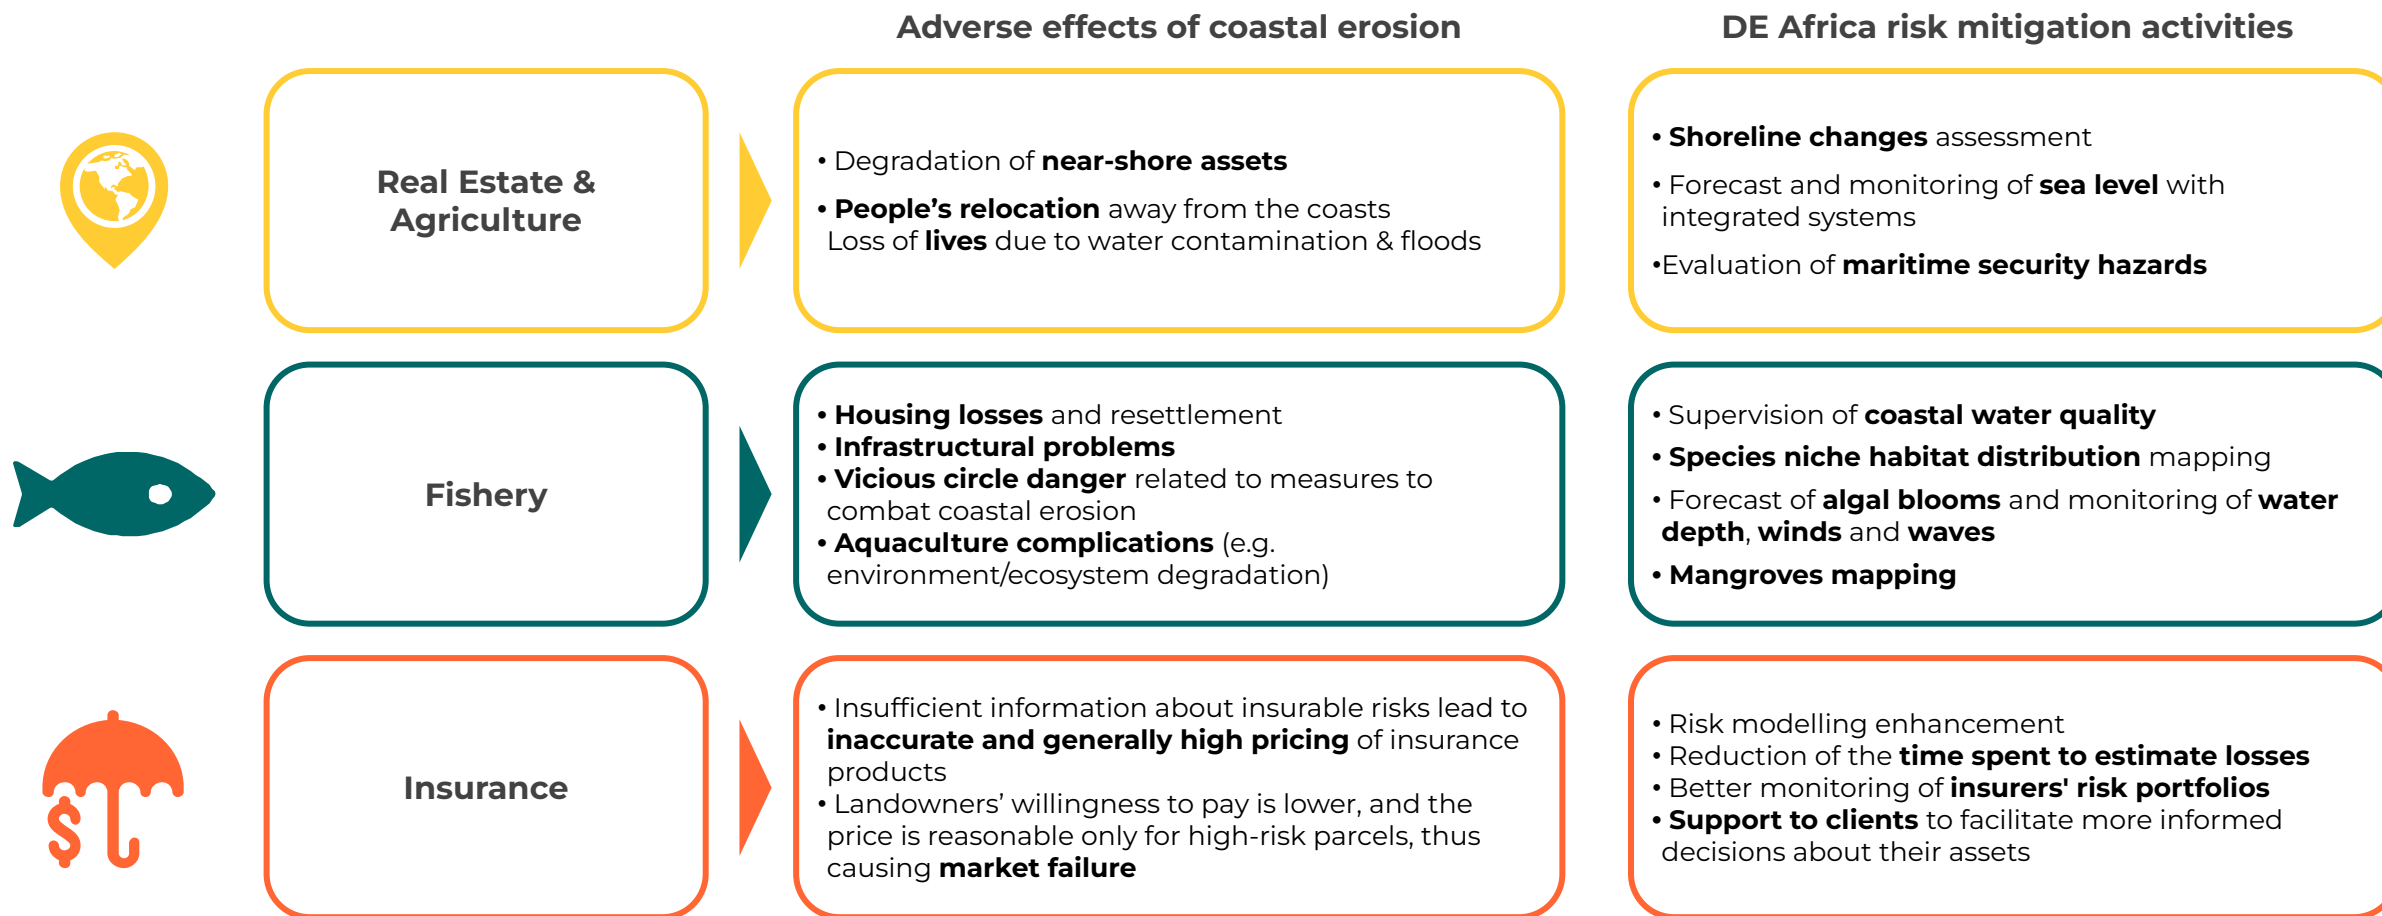 Adverse effects of coastal erosion
DE Africa risk mitigation activities
Real Estate &
Agriculture
• Degradation of near-shore assets
• People’s relocation away from the coasts
Loss of lives due to water contamination & floods
• Shoreline changes assessment
• Forecast and monitoring of sea level with
integrated systems
•Evaluation of maritime security hazards
Fishery
• Housing losses and resettlement
• Infrastructural problems
• Vicious circle danger related to measures to
combat coastal erosion
• Aquaculture complications (e.g.
environment/ecosystem degradation)
• Supervision of coastal water quality
• Species niche habitat distribution mapping
• Forecast of algal blooms and monitoring of water
depth, winds and waves
• Mangroves mapping
$
Insurance
• Insufficient information about insurable risks lead to
inaccurate and generally high pricing of insurance
products
• Landowners’ willingness to pay is lower, and the
price is reasonable only for high-risk parcels, thus
causing market failure
• Risk modelling enhancement
• Reduction of the time spent to estimate losses
• Better monitoring of insurers' risk portfolios
• Support to clients to facilitate more informed
decisions about their assets